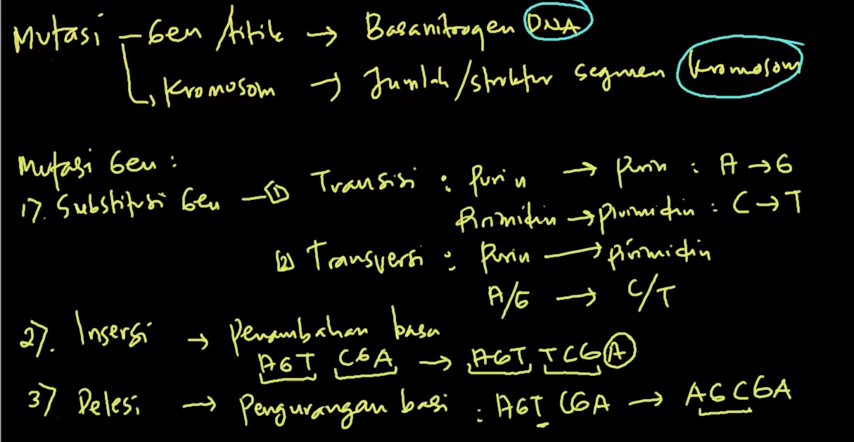 Mutasi - Gen /titik → Basa nitrogen DNA
↳ Kromosom → Jumlah/struktur segmen kromosom
Mutasi Gen :
1). Substitusi Gen - (1) Transisi : purin → purin : A → G
Pirimidin → pirimidin : C → T
(2) Transversi : purin → pirimidin
A/G → C/T
2). Insersi → Penambahan basa
AGT CGA → AGT TCG A
3) Delesi → Pengurangan basi : AGT CGA → AGCGA